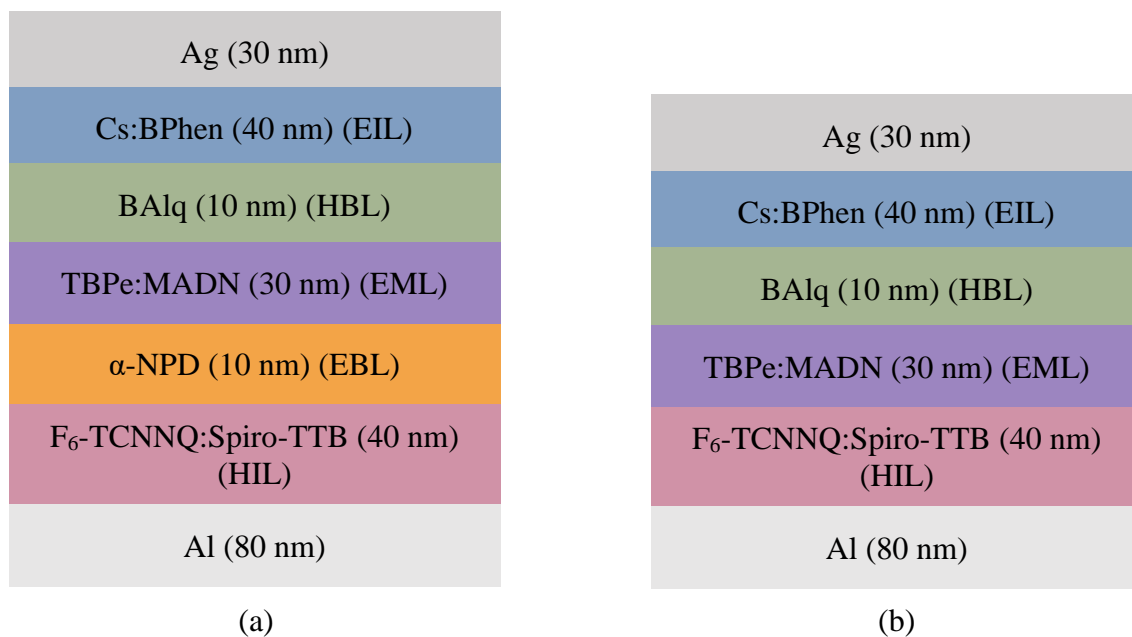 Ag (30 nm)
Cs:BPhen (40 nm) (EIL)
BAlq (10 nm) (HBL)
TBPe:MADN (30 nm) (EML)
α-NPD (10 nm) (EBL)
F₆-TCNNQ:Spiro-TTB (40 nm)
(HIL)
Al (80 nm)
(a)
Ag (30 nm)
Cs:BPhen (40 nm) (EIL)
BAlq (10 nm) (HBL)
TBPe:MADN (30 nm) (EML)
F₆-TCNNQ:Spiro-TTB (40 nm)
(HIL)
Al (80 nm)
(b)